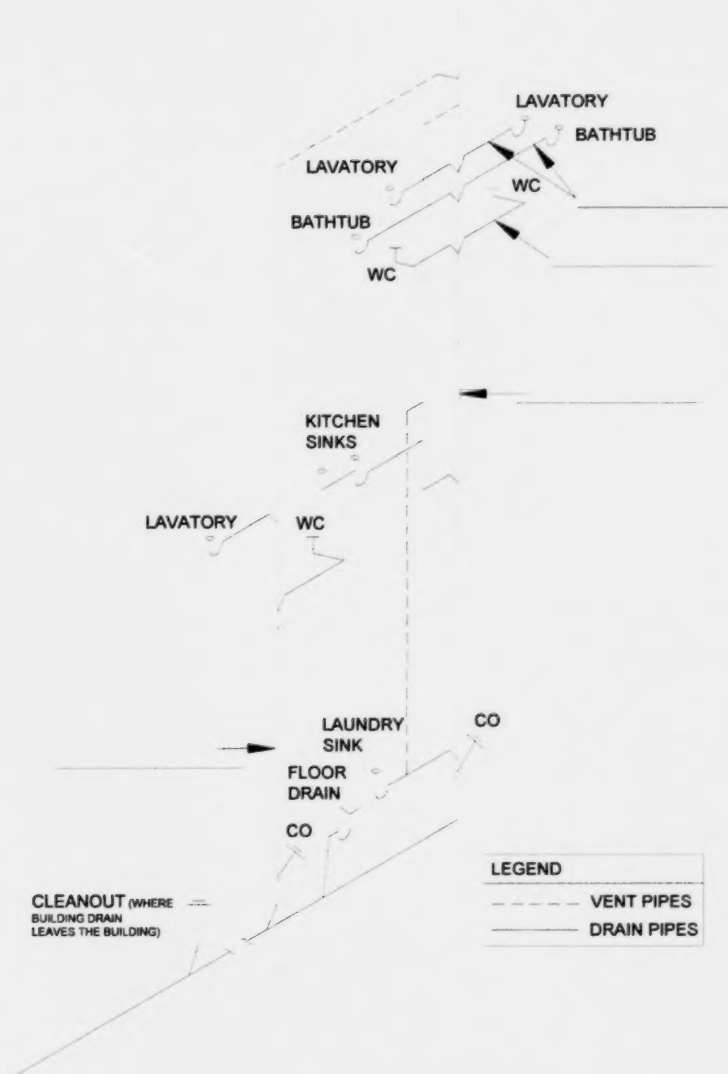 LAVATORY
BATHTUB
LAVATORY
WC
BATHTUB
WC
KITCHEN
SINKS
LAVATORY
WC
LAUNDRY
SINK
CO
FLOOR
DRAIN
CO
CLEANOUT (WHERE
BUILDING DRAIN
LEAVES THE BUILDING)
LEGEND
VENT PIPES
DRAIN PIPES